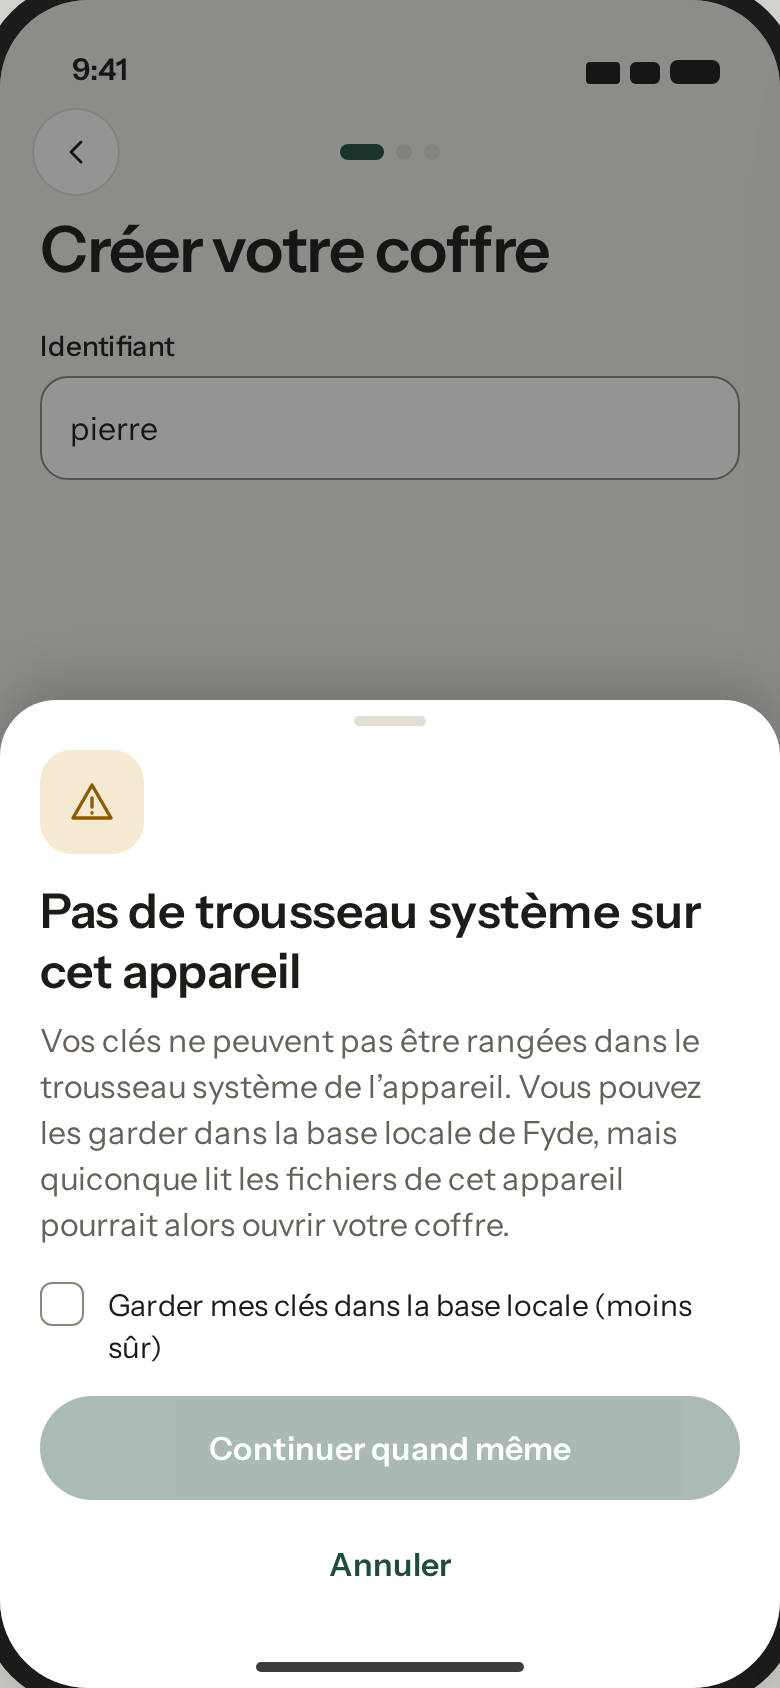 9:41
Créer votre coffre
Identifiant
pierre
Pas de trousseau système sur
cet appareil
Vos clés ne peuvent pas être rangées dans le
trousseau système de l’appareil. Vous pouvez
les garder dans la base locale de Fyde, mais
quiconque lit les fichiers de cet appareil
pourrait alors ouvrir votre coffre.
Garder mes clés dans la base locale (moins
sûr)
Continuer quand même
Annuler